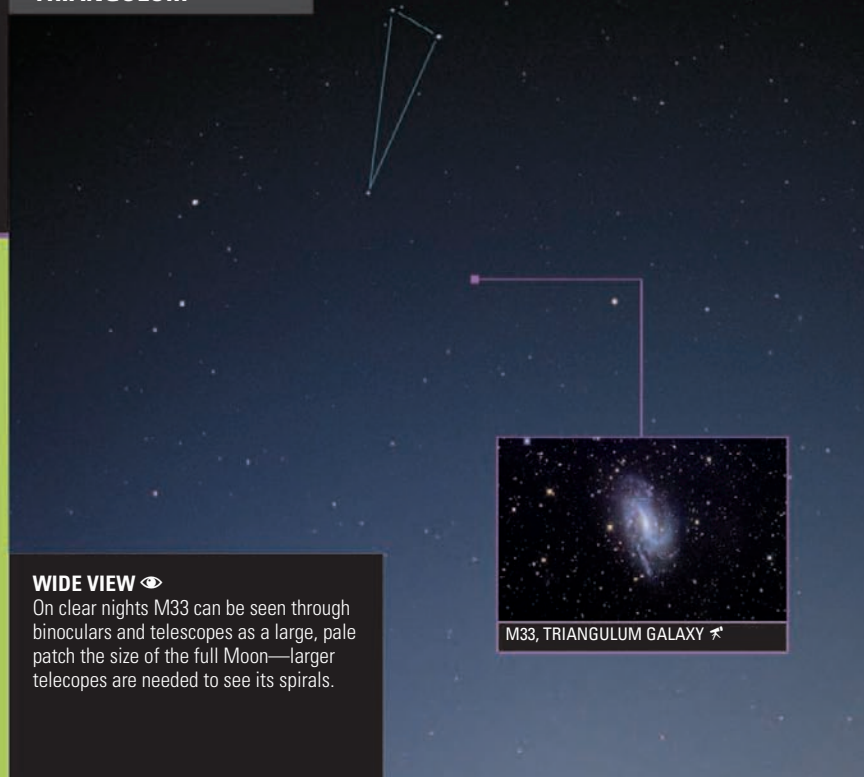 TRIANGULUM
WIDE VIEW
On clear nights M33 can be seen through
binoculars and telescopes as a large, pale
patch the size of the full Moon—larger
telecopes are needed to see its spirals.
M33, TRIANGULUM GALAXY